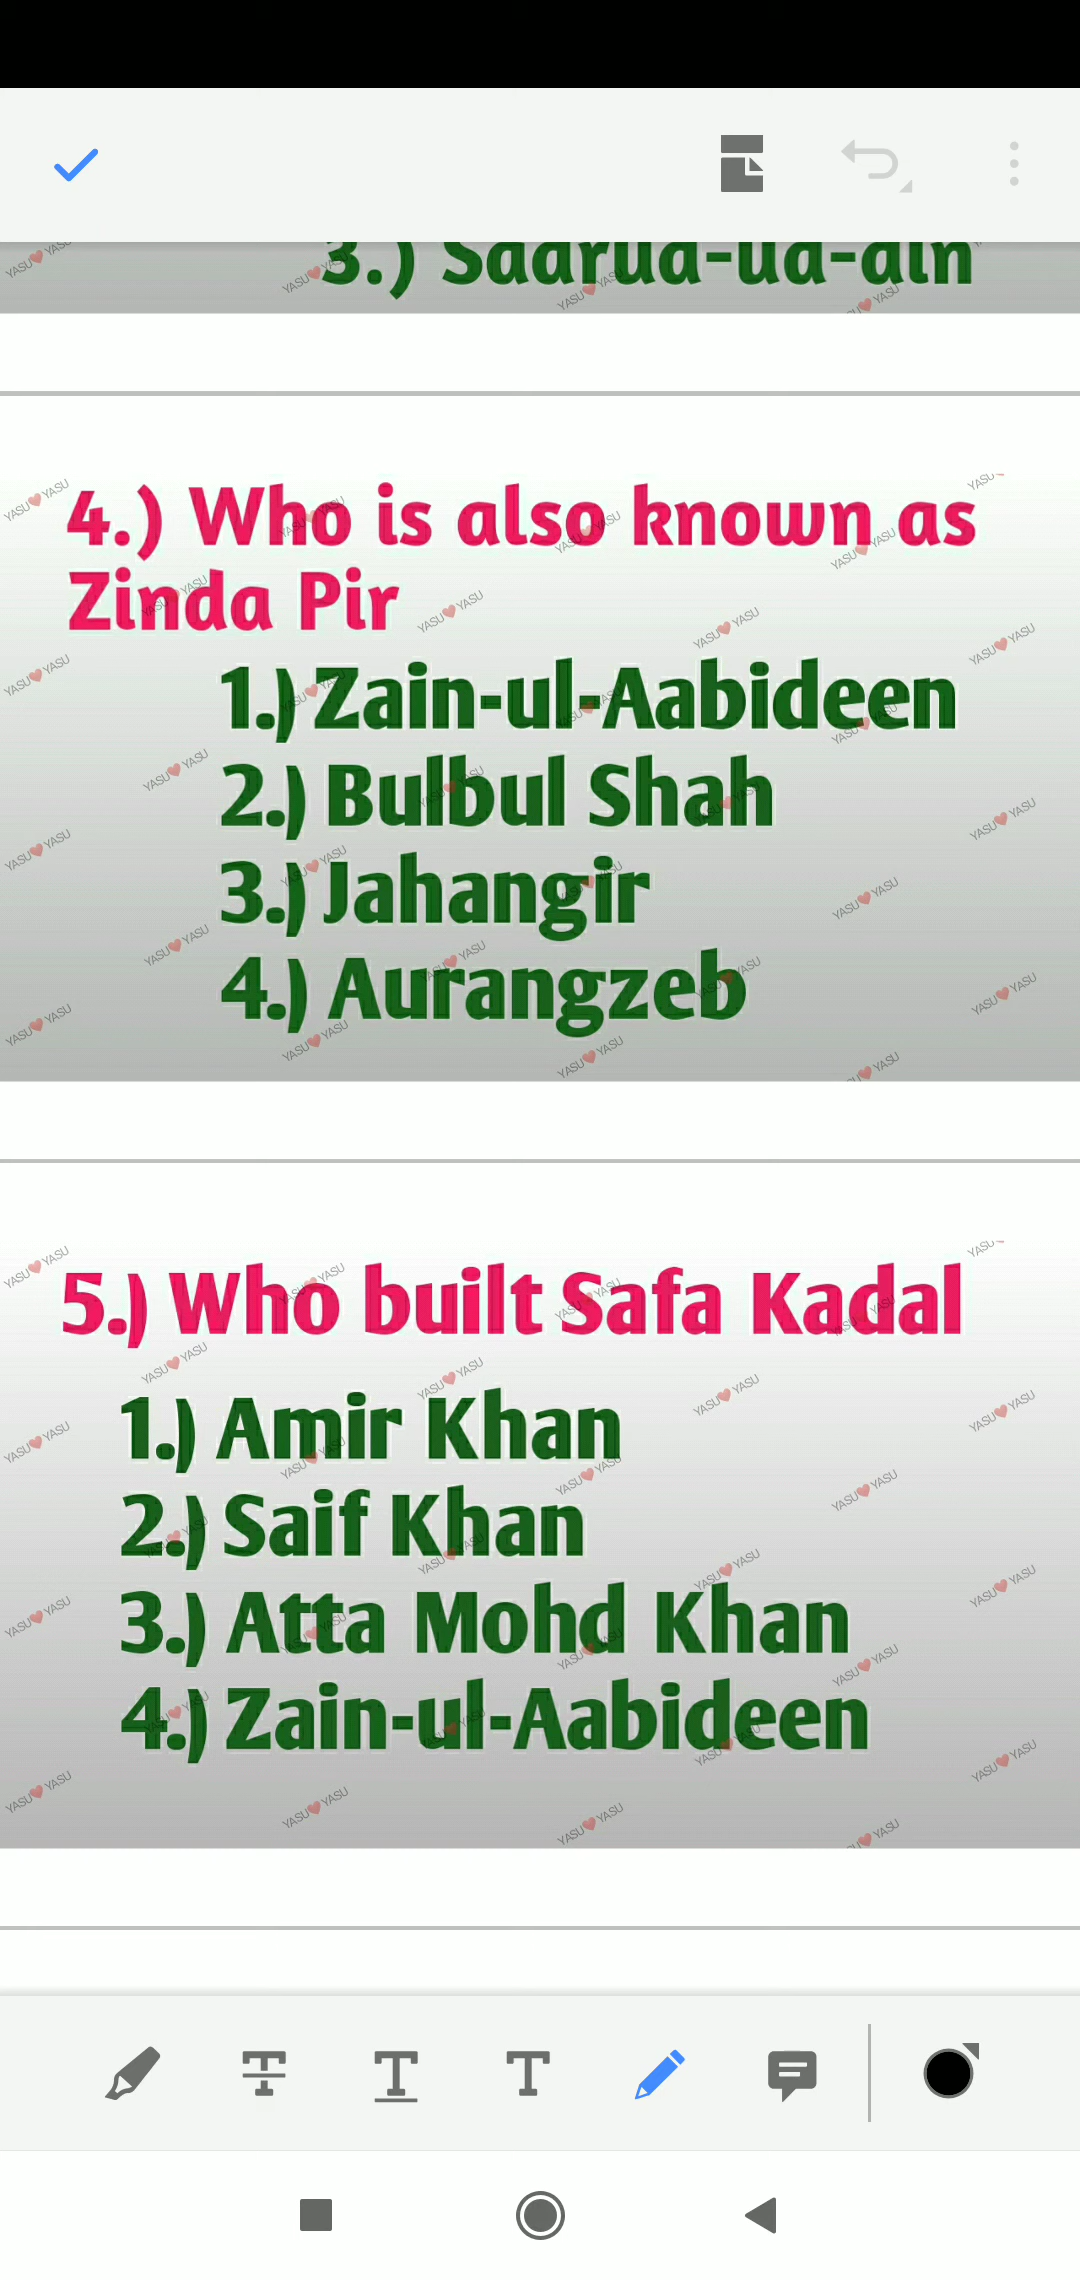 3.) Sadrud-ud-din
4.) Who is also known as
Zinda Pir
1.) Zain-ul-Aabideen
2.) Bulbul Shah
3.) Jahangir
4.) Aurangzeb
5.) Who built Safa Kadal
1.) Amir Khan
2.) Saif Khan
3.) Atta Mohd Khan
4.) Zain-ul-Aabideen
YASU❤YASU